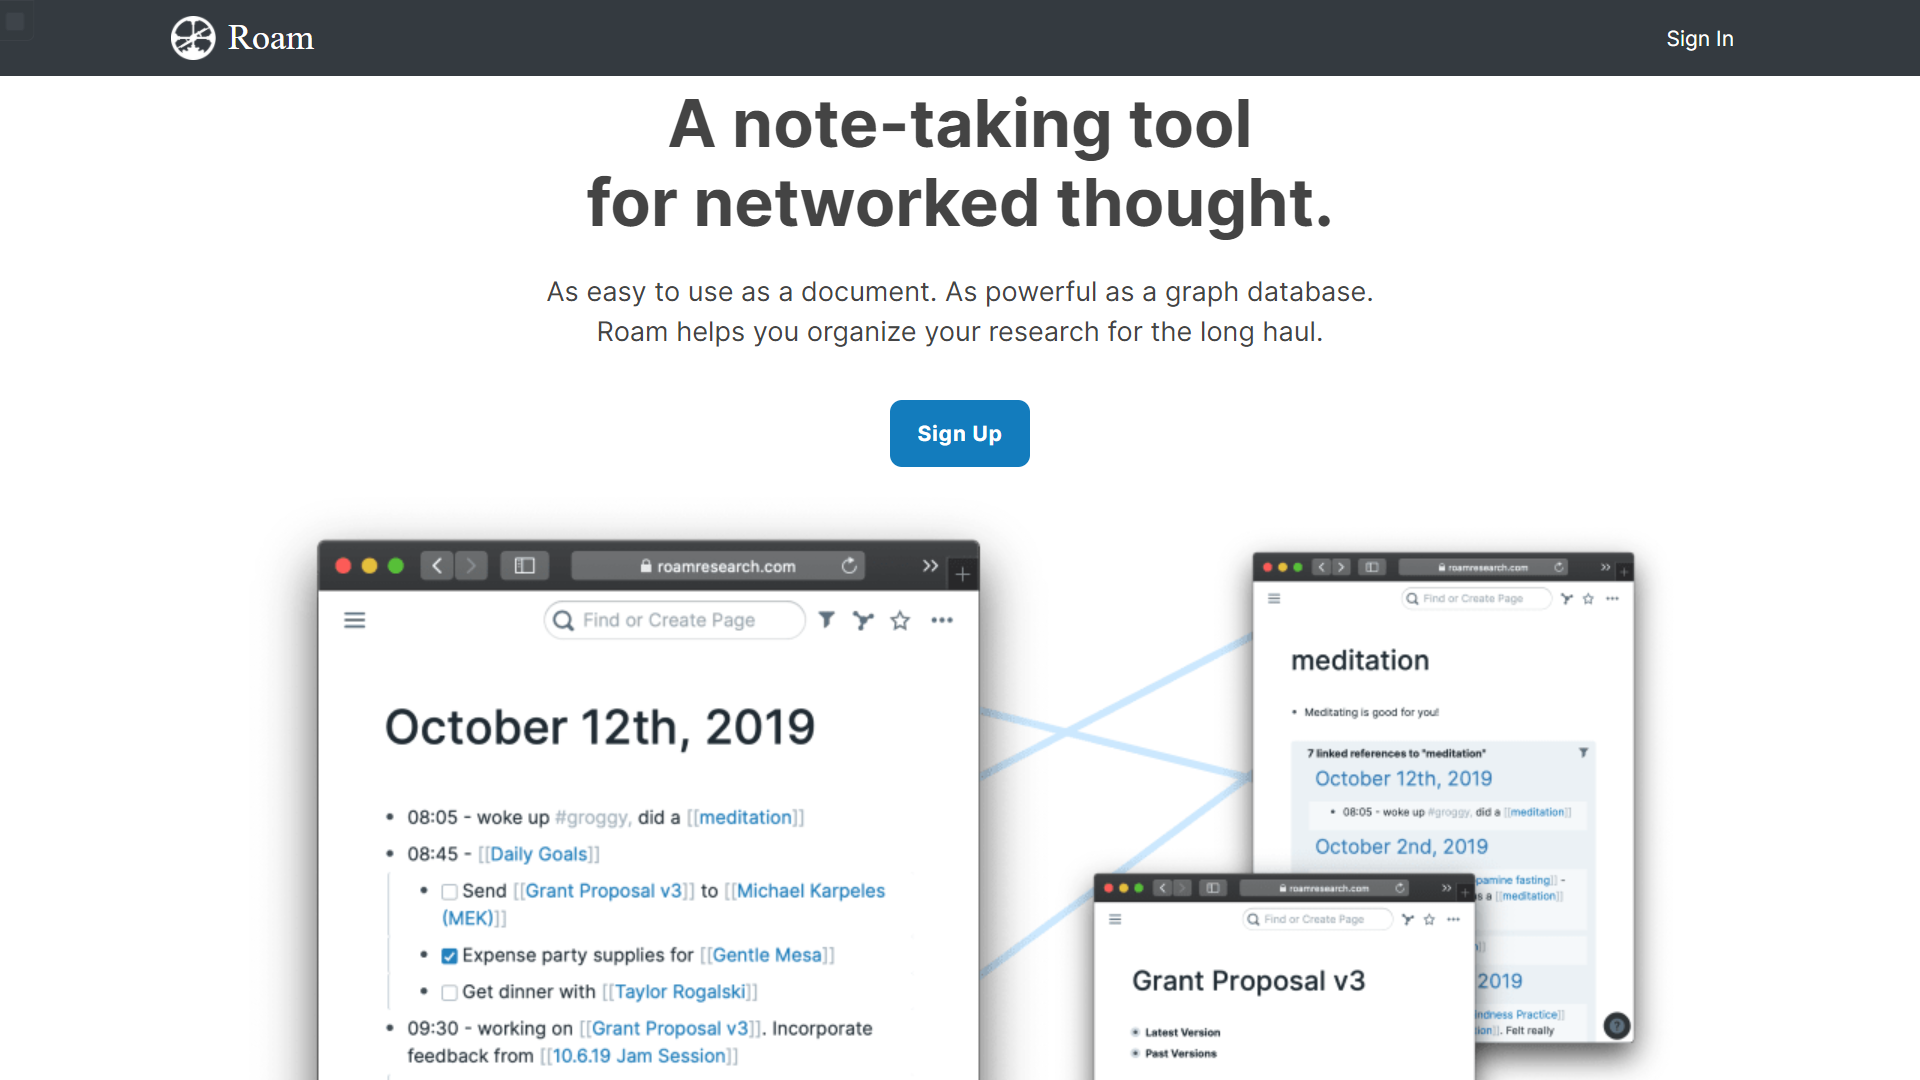 Roam
Sign In
A note-taking tool
for networked thought.
As easy to use as a document. As powerful as a graph database.
Roam helps you organize your research for the long haul.
Sign Up
roamresearch.com
Find or Create Page
October 12th, 2019
08:05 - woke up #groggy, did a [[meditation]]
08:45 - [[Daily Goals]]
Send [[Grant Proposal v3]] to [[Michael Karpeles
(MEK)]]
Expense party supplies for [[Gentle Mesa]]
Get dinner with [[Taylor Rogalski]]
09:30 - working on [[Grant Proposal v3]]. Incorporate
feedback from [[10.6.19 Jam Session]]
roamresearch.com
Find or Create Page
meditation
Meditating is good for you!
7 linked references to "meditation"
October 12th, 2019
08:05 - woke up #groggy, did a [[meditation]]
October 2nd, 2019
fasting]] -
a [[meditation]]
]]
2019
Practice]]
]]. Felt really
roamresearch.com
Find or Create Page
Grant Proposal v3
Latest Version
Past Versions